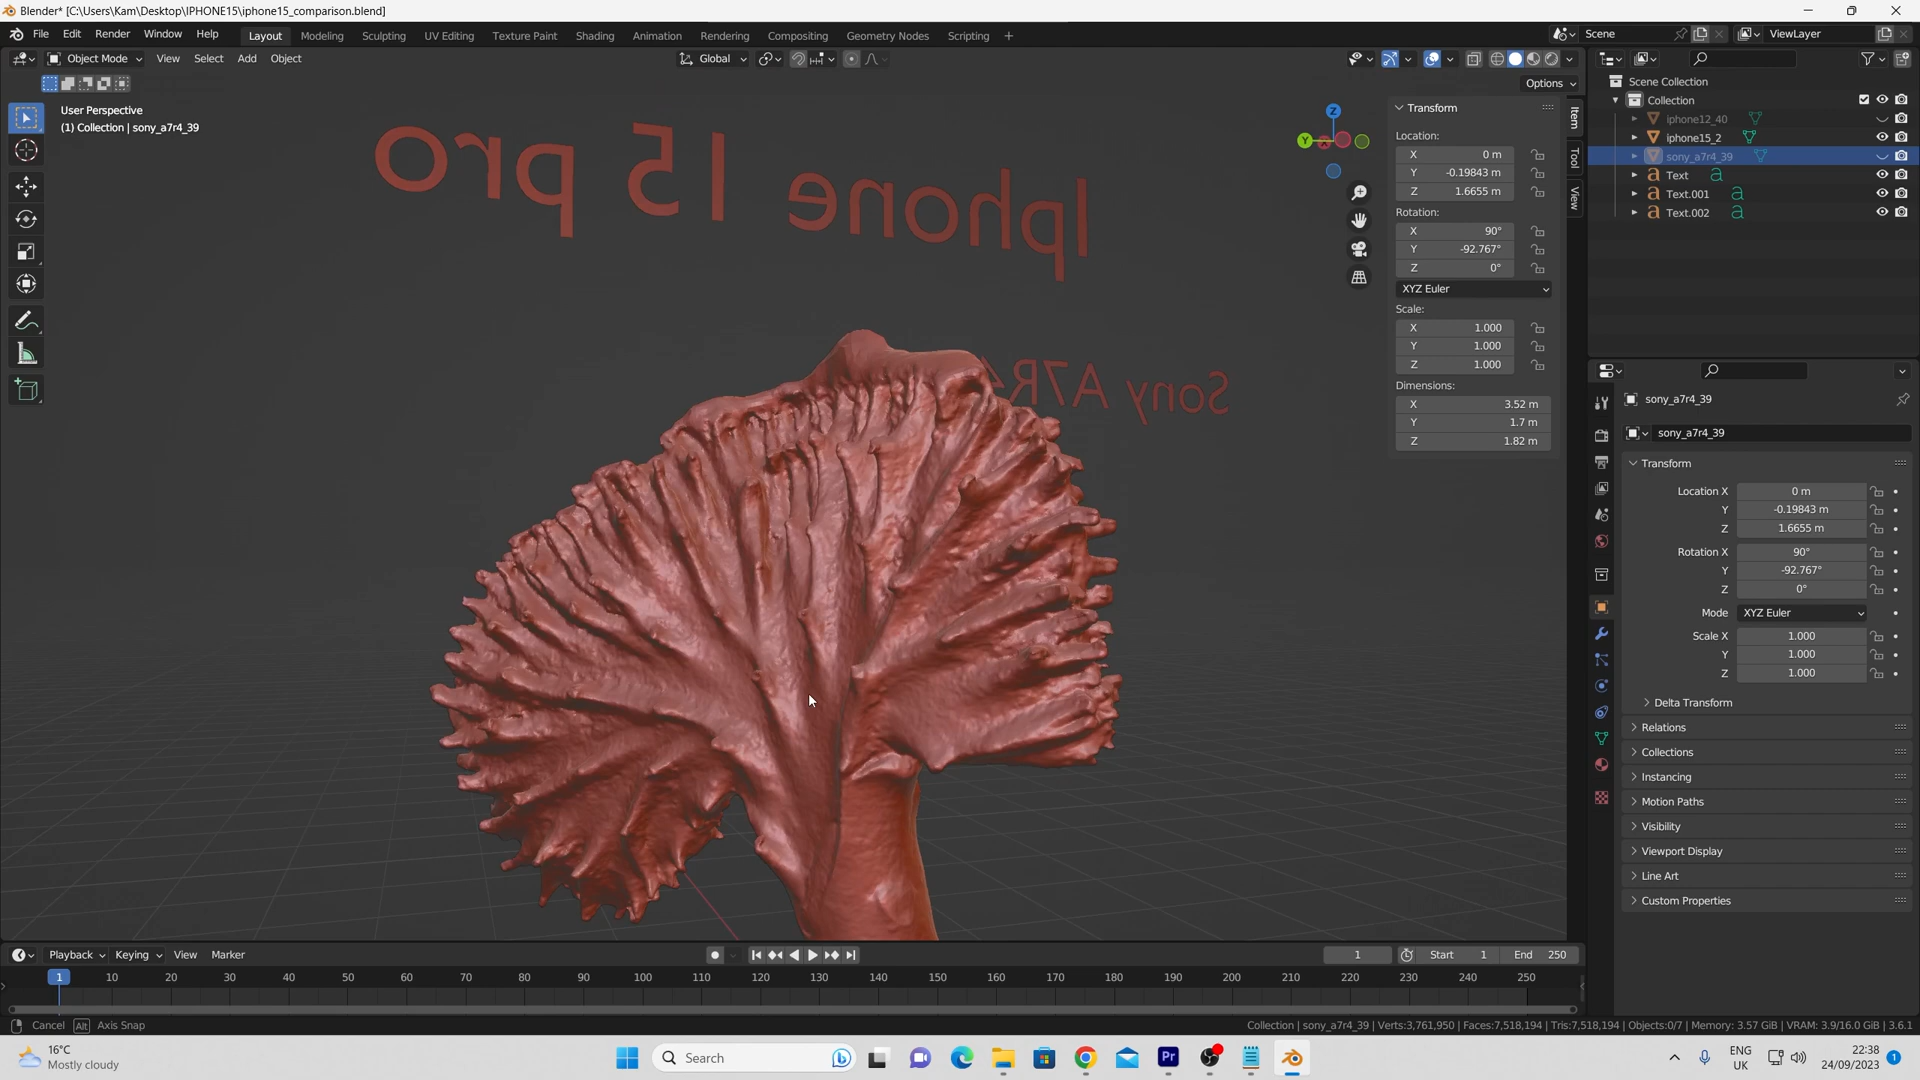 Blender* [C:\Users\Kam\Desktop\IPHONE15\iphone15_comparison.blend]
File Edit Render Window Help Layout Modeling Sculpting UV Editing Texture Paint Shading Animation Rendering Compositing Geometry Nodes Scripting + Scene ViewLayer
Object Mode View Select Add Object Global
Options
User Perspective
(1) Collection | sony_a7r4_39
Iphone 15 pro
Sony A7R4
Z
Y
X
Transform
Location:
X 0 m
Y -0.19843 m
Z 1.6655 m
Rotation:
X 90°
Y -92.767°
Z 0°
XYZ Euler
Scale:
X 1.000
Y 1.000
Z 1.000
Dimensions:
X 3.52 m
Y 1.7 m
Z 1.82 m
Item
Tool
View
Scene Collection
Collection
iphone12_40
iphone15_2
sony_a7r4_39
Text
Text.001
Text.002
sony_a7r4_39
sony_a7r4_39
Transform
Location X 0 m
Y -0.19843 m
Z 1.6655 m
Rotation X 90°
Y -92.767°
Z 0°
Mode XYZ Euler
Scale X 1.000
Y 1.000
Z 1.000
Delta Transform
Relations
Collections
Instancing
Motion Paths
Visibility
Viewport Display
Line Art
Custom Properties
Playback Keying View Marker 1 Start 1 End 250
1 10 20 30 40 50 60 70 80 90 100 110 120 130 140 150 160 170 180 190 200 210 220 230 240 250
Cancel Alt Axis Snap
Collection | sony_a7r4_39 | Verts:3,761,950 | Faces:7,518,194 | Tris:7,518,194 | Objects:0/7 | Memory: 3.57 GiB | VRAM: 3.9/16.0 GiB | 3.6.1
16°C
Mostly cloudy
Search
Pr
ENG
UK
22:38
24/09/2023
1